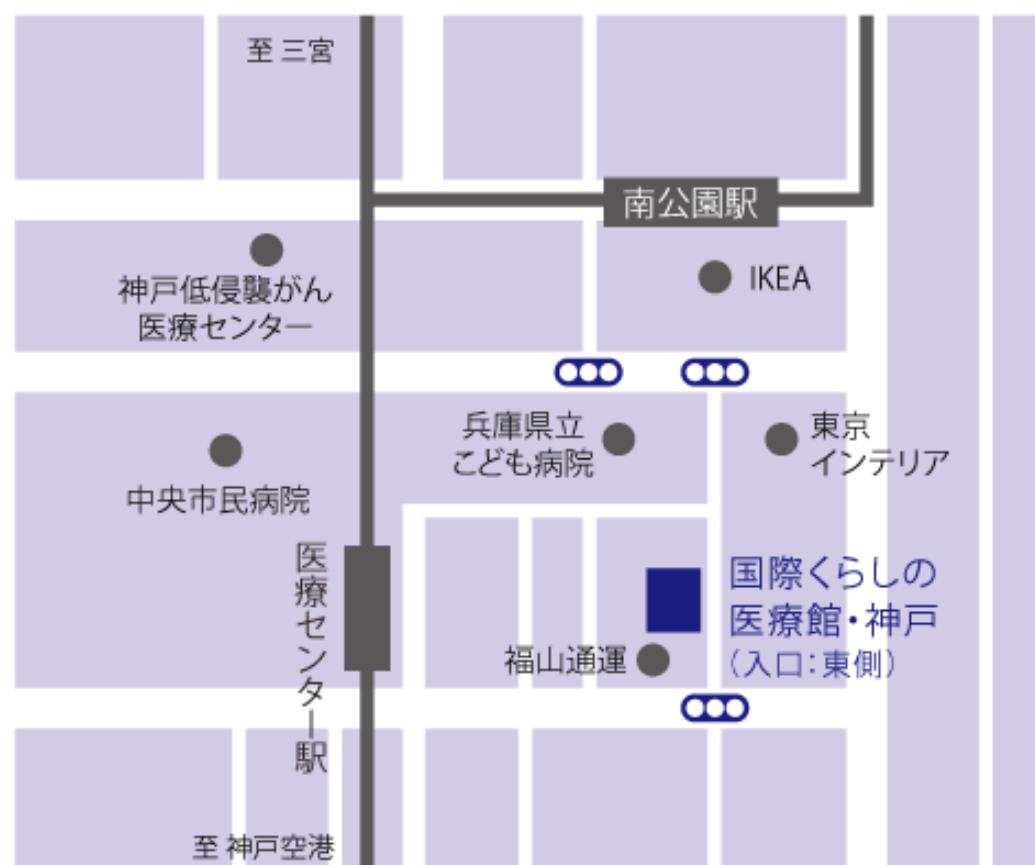 至 三宮
南公園駅
IKEA
神戸低侵襲がん
医療センター
兵庫県立
こども病院
東京
インテリア
中央市民病院
医療センター駅
国際くらしの
医療館・神戸
（入口：東側）
福山通運
至 神戸空港